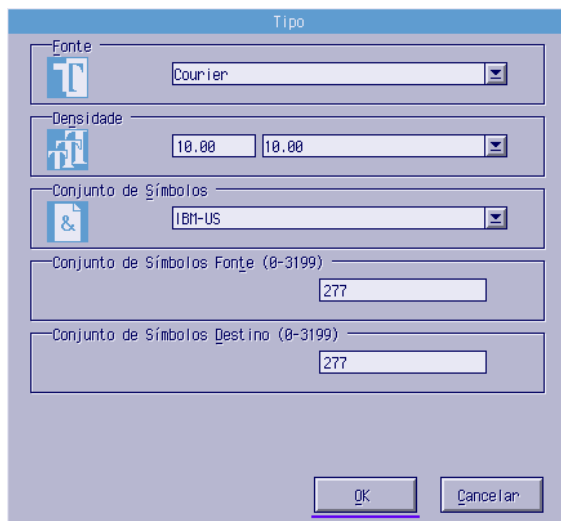 Tipo
Fonte
Courier
Densidade
10.00 10.00
Conjunto de Símbolos
IBM-US
&
Conjunto de Símbolos Fonte (0-3199)
277
Conjunto de Símbolos Destino (0-3199)
277
OK Cancelar